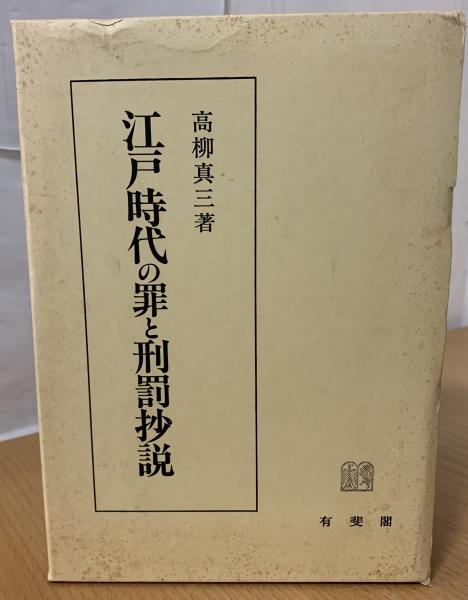 高柳真三著
江戸時代の罪と刑罰抄説
有斐閣